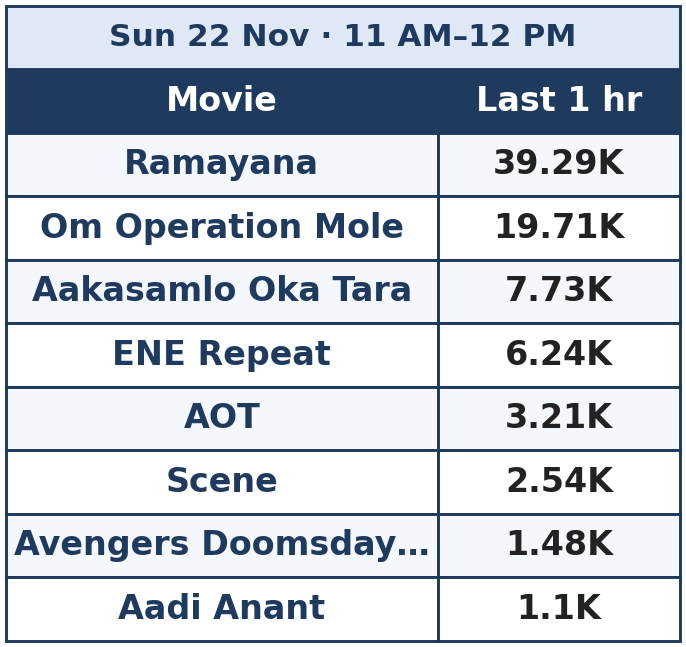 Sun 22 Nov · 11 AM–12 PM
Movie Last 1 hr
Ramayana 39.29K
Om Operation Mole 19.71K
Aakasamlo Oka Tara 7.73K
ENE Repeat 6.24K
AOT 3.21K
Scene 2.54K
Avengers Doomsday... 1.48K
Aadi Anant 1.1K